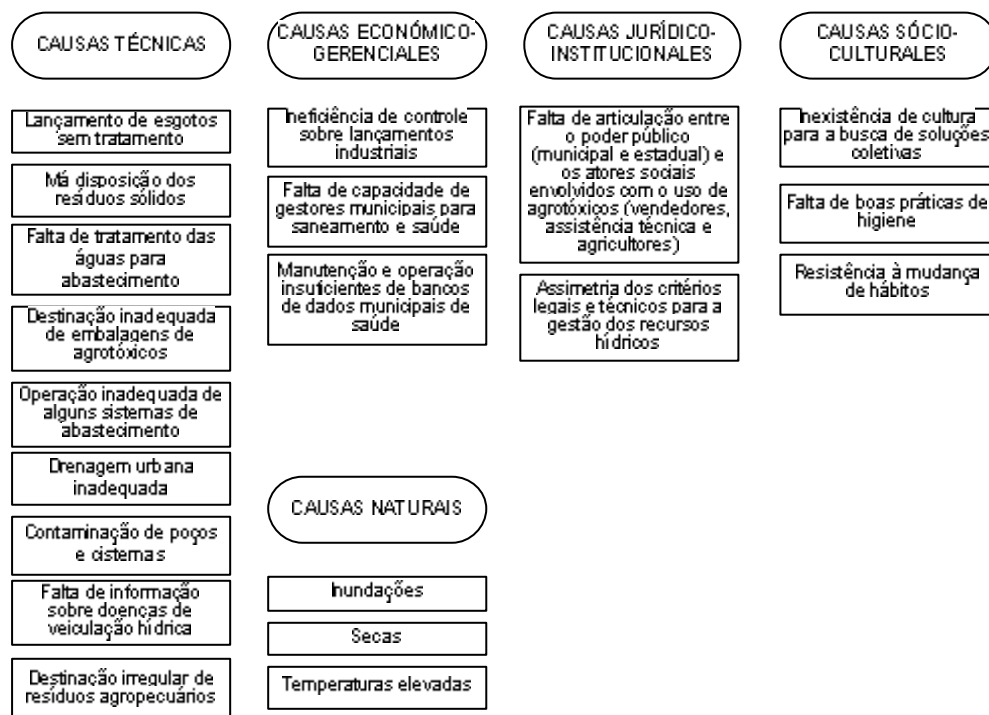 CAUSAS TÉCNICAS
Lançamento de esgotos
sem tratamento
Má disposição dos
resíduos sólidos
Falta de tratamento das
águas para
abastecimento
Destinação inadequada
de embalagens de
agrotóxicos
Operação inadequada de
alguns sistemas de
abastecimento
Drenagem urbana
inadequada
Contaminação de poços
e cisternas
Falta de informação
sobre doenças de
veiculação hídrica
Destinação irregular de
resíduos agropecuários
CAUSAS ECONÓMICO-
GERENCIALES
Ineficiência de controle
sobre lançamentos
industriais
Falta de capacidade de
gestores municipais para
saneamento e saúde
Manutenção e operação
insuficientes de bancos
de dados municipais de
saúde
CAUSAS NATURAIS
Inundações
Secas
Temperaturas elevadas
CAUSAS JURÍDICO-
INSTITUCIONALES
Falta de articulação entre
o poder público
(municipal e estadual) e
os atores sociais
envolvidos com o uso de
agrotóxicos (vendedores,
assistência técnica e
agricultores)
Assimetria dos critérios
legais e técnicos para a
gestão dos recursos
hídricos
CAUSAS SÓCIO-
CULTURALES
Inexistência de cultura
para a busca de soluções
coletivas
Falta de boas práticas de
higiene
Resistência à mudança
de hábitos